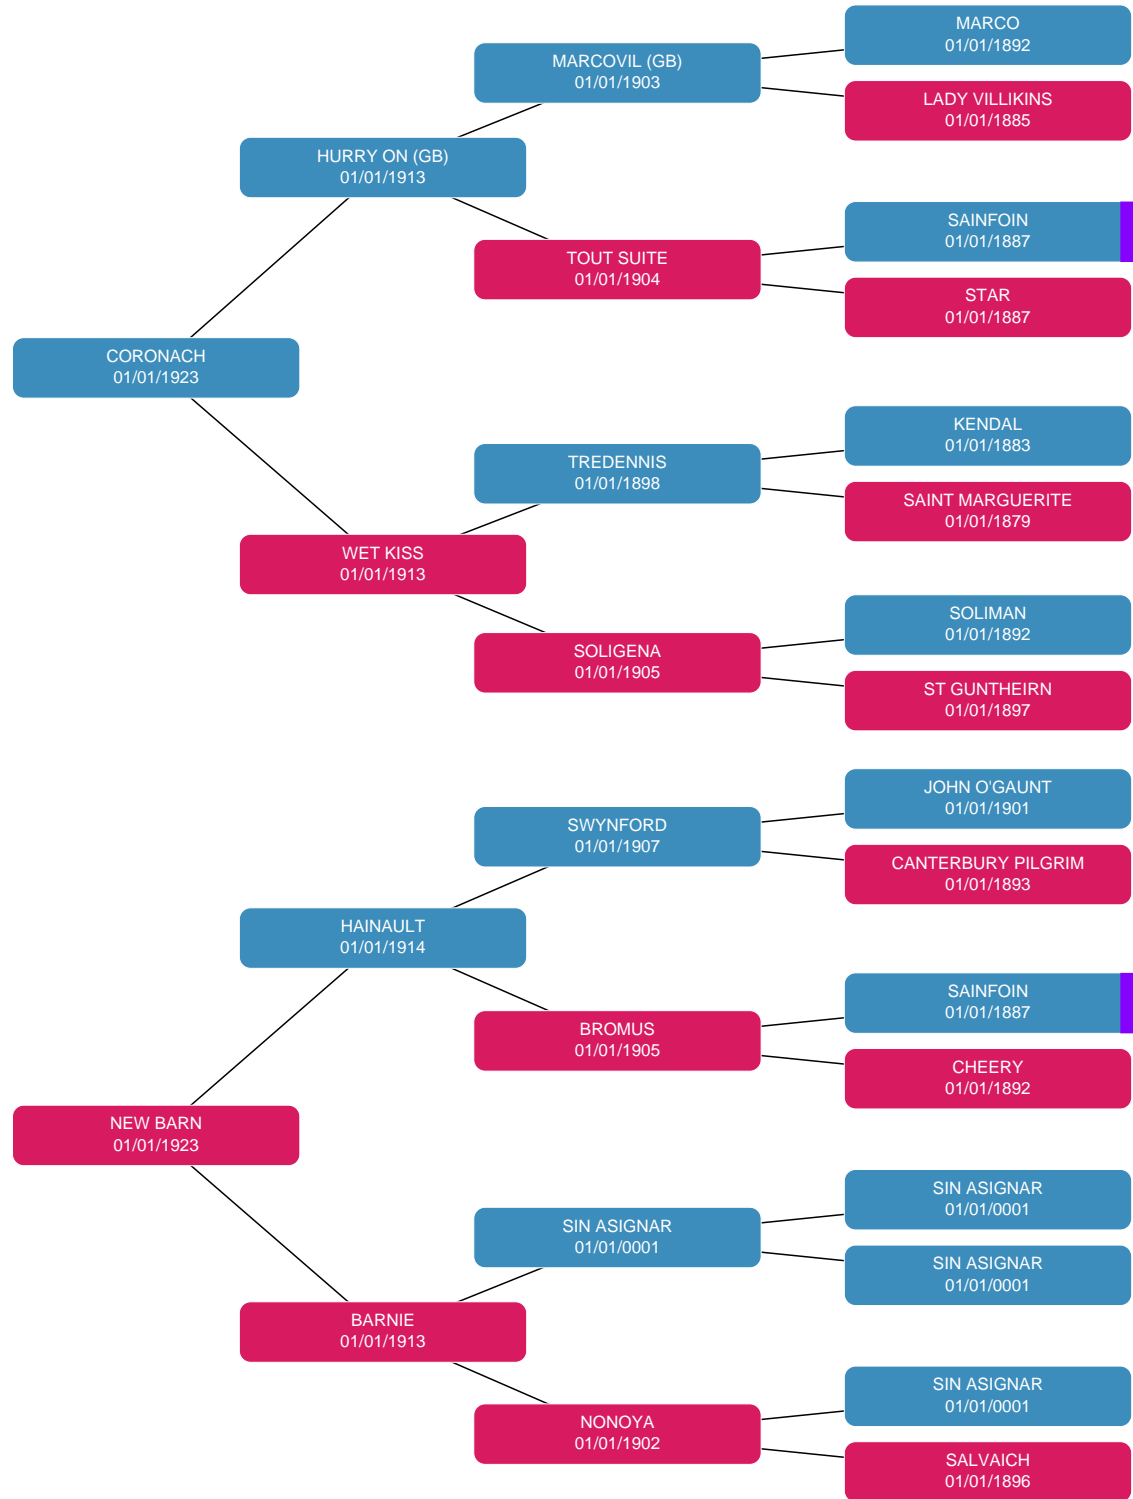 MARCO
01/01/1892
MARCOVIL (GB)
01/01/1903
LADY VILLIKINS
01/01/1885
HURRY ON (GB)
01/01/1913
SAINFOIN
01/01/1887
TOUT SUITE
01/01/1904
STAR
01/01/1887
CORONACH
01/01/1923
KENDAL
01/01/1883
TREDENNIS
01/01/1898
SAINT MARGUERITE
01/01/1879
WET KISS
01/01/1913
SOLIMAN
01/01/1892
SOLIGENA
01/01/1905
ST GUNTHEIRN
01/01/1897
JOHN O'GAUNT
01/01/1901
SWYNFORD
01/01/1907
CANTERBURY PILGRIM
01/01/1893
HAINAULT
01/01/1914
SAINFOIN
01/01/1887
BROMUS
01/01/1905
CHEERY
01/01/1892
NEW BARN
01/01/1923
SIN ASIGNAR
01/01/0001
SIN ASIGNAR
01/01/0001
SIN ASIGNAR
01/01/0001
BARNIE
01/01/1913
SIN ASIGNAR
01/01/0001
NONOYA
01/01/1902
SALVAICH
01/01/1896